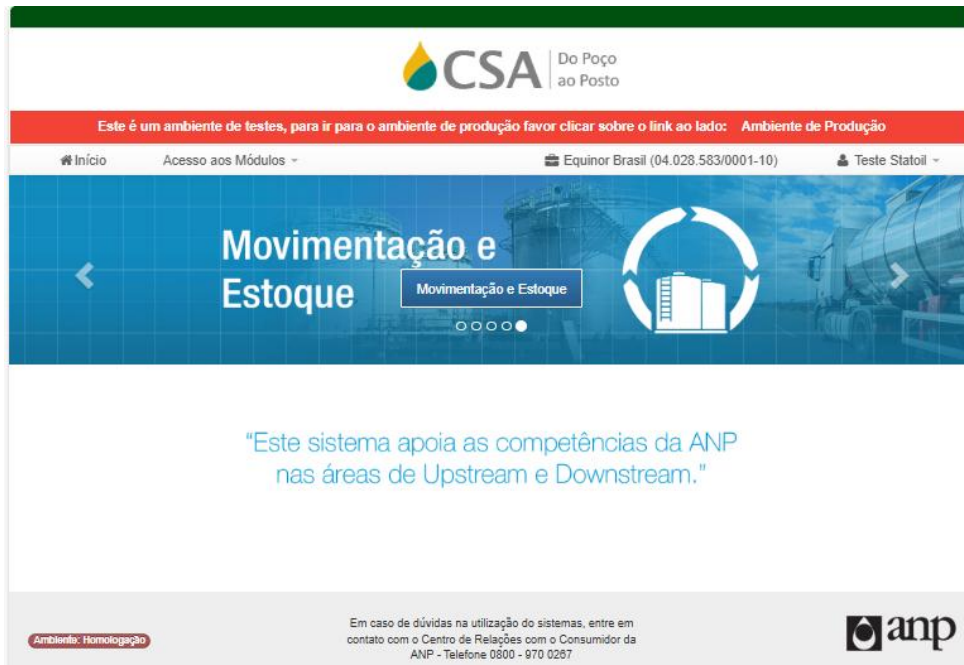 CSA Do Poço
ao Posto
Este é um ambiente de testes, para ir para o ambiente de produção favor clicar sobre o link ao lado: Ambiente de Produção
Início Acesso aos Módulos Equinor Brasil (04.028.583/0001-10) Teste Statoil
Movimentação e
Estoque
Movimentação e Estoque
“Este sistema apoia as competências da ANP
nas áreas de Upstream e Downstream.”
Em caso de dúvidas na utilização do sistemas, entre em
contato com o Centro de Relações com o Consumidor da
ANP - Telefone 0800 - 970 0267
Ambiente: Homologação
anp